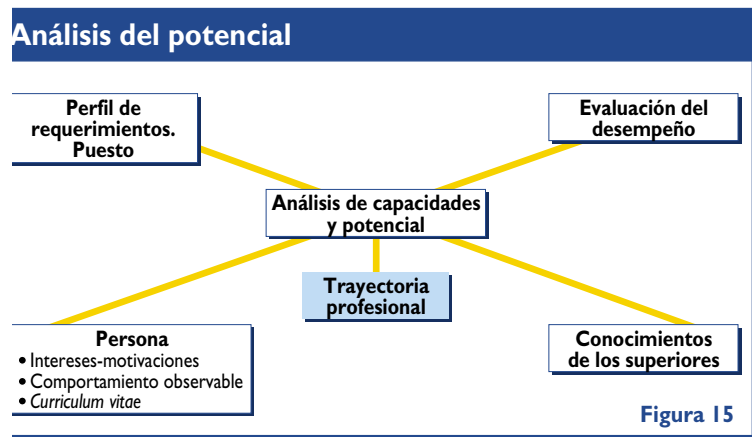 Análisis del potencial
Perfil de
requerimientos.
Puesto
Evaluación del
desempeño
Análisis de capacidades
y potencial
Trayectoria
profesional
Persona
• Intereses-motivaciones
• Comportamiento observable
• Curriculum vitae
Conocimientos
de los superiores
Figura 15